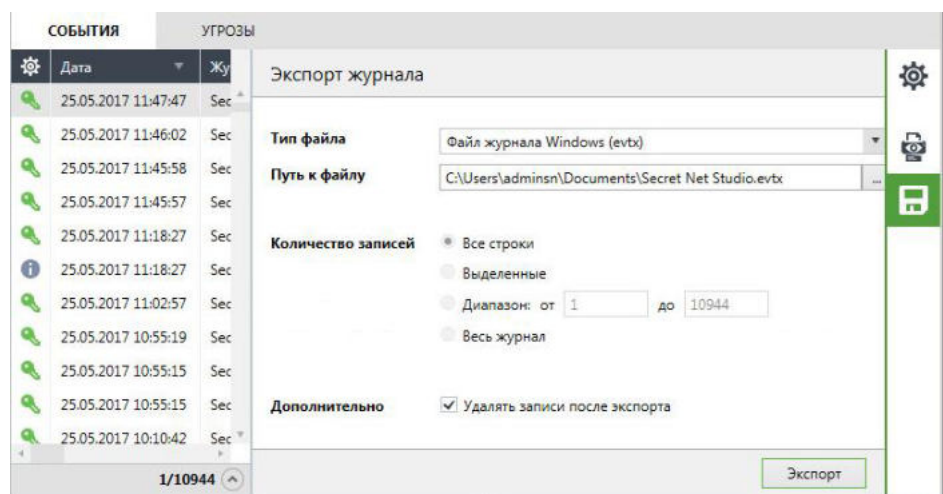 СОБЫТИЯ УГРОЗЫ
Дата Жу
Экспорт журнала
25.05.2017 11:47:47 Sec
25.05.2017 11:46:02 Sec
Тип файла Файл журнала Windows (evtx)
25.05.2017 11:45:58 Sec
Путь к файлу C:\Users\adminsn\Documents\Secret Net Studio.evtx ...
25.05.2017 11:45:57 Sec
25.05.2017 11:18:27 Sec
Количество записей Все строки
25.05.2017 11:18:27 Sec
Выделенные
25.05.2017 11:02:57 Sec
Диапазон: от 1 до 10944
25.05.2017 10:55:19 Sec
Весь журнал
25.05.2017 10:55:15 Sec
25.05.2017 10:55:15 Sec
Дополнительно Удалять записи после экспорта
25.05.2017 10:10:42 Sec
1/10944
Экспорт